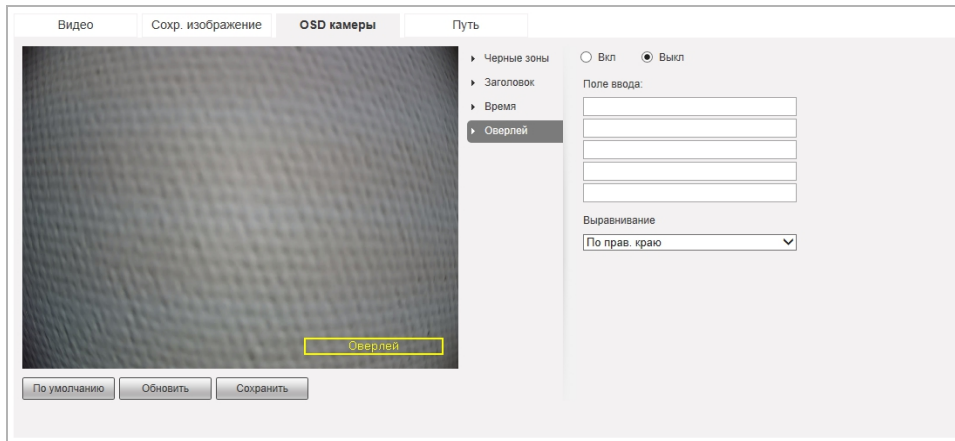 Видео Сохр. изображение OSD камеры Путь
Черные зоны
Заголовок
Время
Оверлей
Вкл Выкл
Поле ввода:
Выравнивание
По прав. краю
Оверлей
По умолчанию Обновить Сохранить